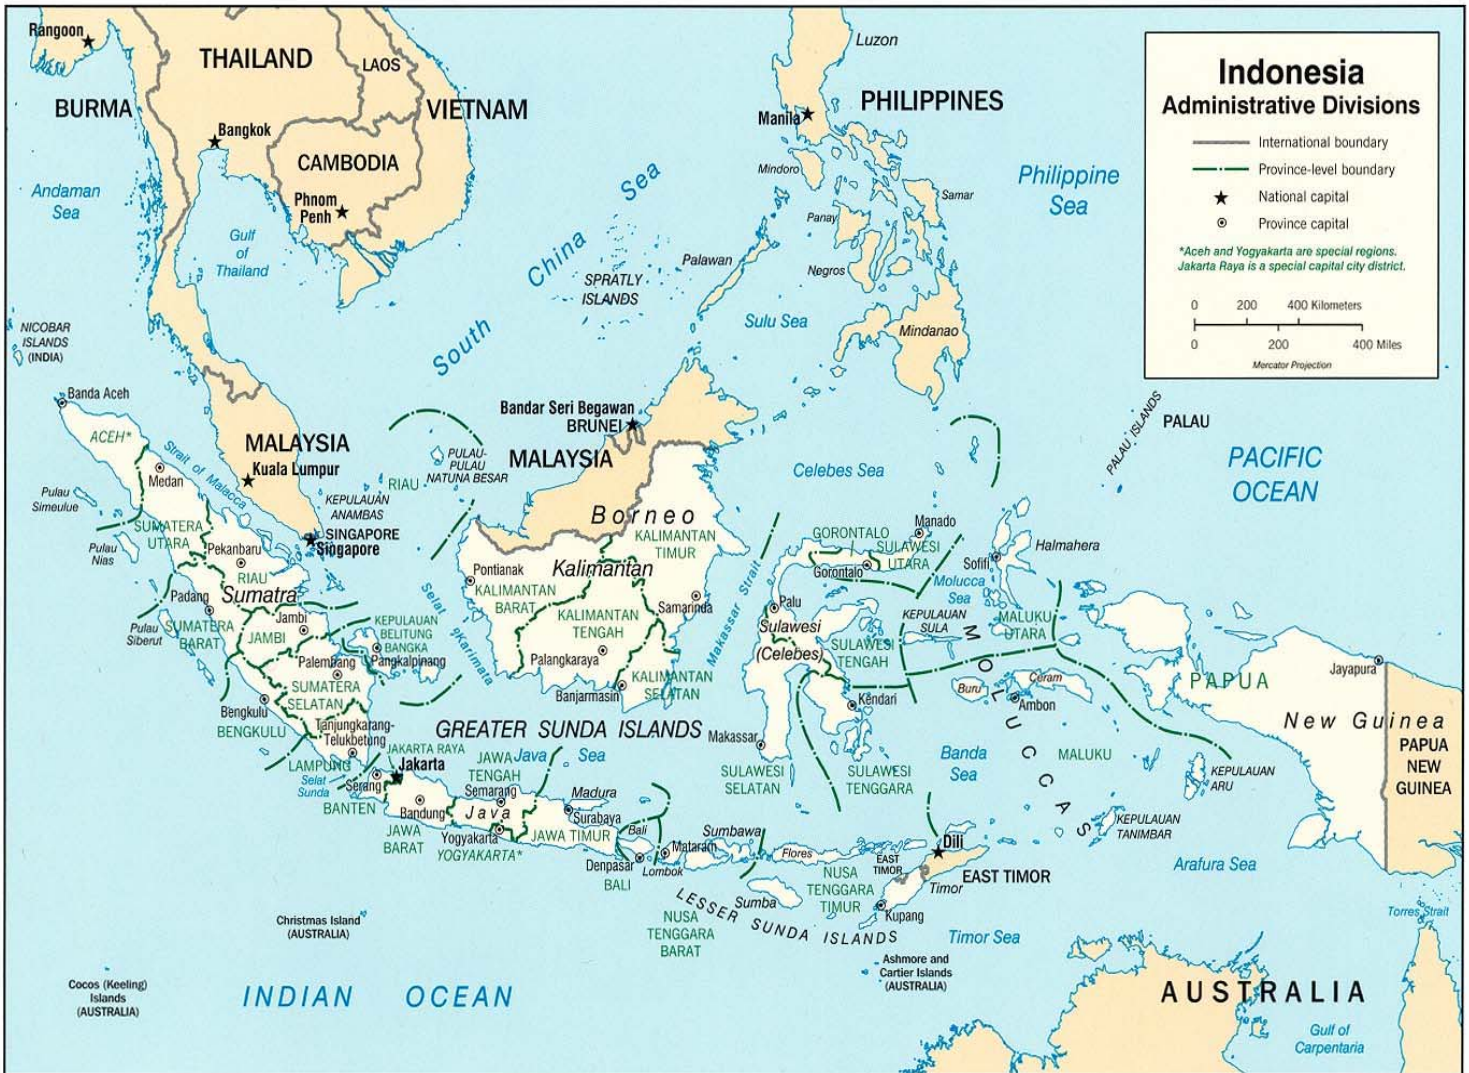 Rangoon
THAILAND
LAOS
BURMA
VIETNAM
Bangkok
CAMBODIA
Phnom
Penh
Andaman
Sea
Gulf
of
Thailand
Luzon
PHILIPPINES
Manila
Mindoro
Philippine
Sea
Samar
Panay
Palawan
Negros
South China Sea
SPRATLY
ISLANDS
Sulu Sea
Mindanao
Indonesia
Administrative Divisions
International boundary
Province-level boundary
National capital
Province capital
*Aceh and Yogyakarta are special regions.
Jakarta Raya is a special capital city district.
0 200 400 Kilometers
0 200 400 Miles
Mercator Projection
NICOBAR
ISLANDS
(INDIA)
Banda Aceh
ACEH*
MALAYSIA
Kuala Lumpur
Strait of Malacca
Medan
Pulau
Simeulue
SUMATERA
UTARA
Pulau
Nias
Pekanbaru
RIAU
Padang
Sumatra
Pulau
Siberut
SUMATERA
BARAT
Jambi
JAMBI
Palembang
SUMATERA
SELATAN
Bengkulu
BENGKULU
Tanjungkarang-
Telukbetung
LAMPUNG
Selat
Sunda
KEPULAUAN
ANAMBAS
RIAU
PULAU-
PULAU
NATUNA BESAR
SINGAPORE
Singapore
KEPULAUAN
BELITUNG
BANGKA
Pangkalpinang
Selat Karimata
Bandar Seri Begawan
BRUNEI
MALAYSIA
Borneo
KALIMANTAN
TIMUR
Pontianak
Kalimantan
KALIMANTAN
BARAT
KALIMANTAN
TENGAH
Samarinda
Palangkaraya
KALIMANTAN
SELATAN
Banjarmasin
Makassar Strait
Celebes Sea
PALAU ISLANDS
PALAU
PACIFIC
OCEAN
Manado
GORONTALO
SULAWESI
UTARA
Gorontalo
Halmahera
Sofifi
Molucca
Sea
Palu
Sulawesi
(Celebes)
SULAWESI
TENGAH
KEPULAUAN
SULA
MALUKU
UTARA
MOLUCCAS
Buru
Ceram
Ambon
Kendari
Makassar
SULAWESI
SELATAN
SULAWESI
TENGGARA
Banda
Sea
MALUKU
PAPUA
Jayapura
New Guinea
PAPUA
NEW
GUINEA
KEPULAUAN
ARU
KEPULAUAN
TANIMBAR
Arafura Sea
GREATER SUNDA ISLANDS
Java Sea
JAKARTA RAYA
Jakarta
Serang
BANTEN
JAWA
TENGAH
Semarang
Bandung
Java
JAWA
BARAT
Yogyakarta
YOGYAKARTA*
Madura
Surabaya
JAWA TIMUR
Bali
Denpasar
BALI
Mataram
Lombok
Sumbawa
NUSA
TENGGARA
BARAT
Flores
Sumba
LESSER SUNDA ISLANDS
NUSA
TENGGARA
TIMUR
EAST
TIMOR
Dili
EAST TIMOR
Timor
Kupang
Timor Sea
Ashmore and
Cartier Islands
(AUSTRALIA)
Torres Strait
AUSTRALIA
Gulf of
Carpentaria
Christmas Island
(AUSTRALIA)
Cocos (Keeling)
Islands
(AUSTRALIA)
INDIAN OCEAN